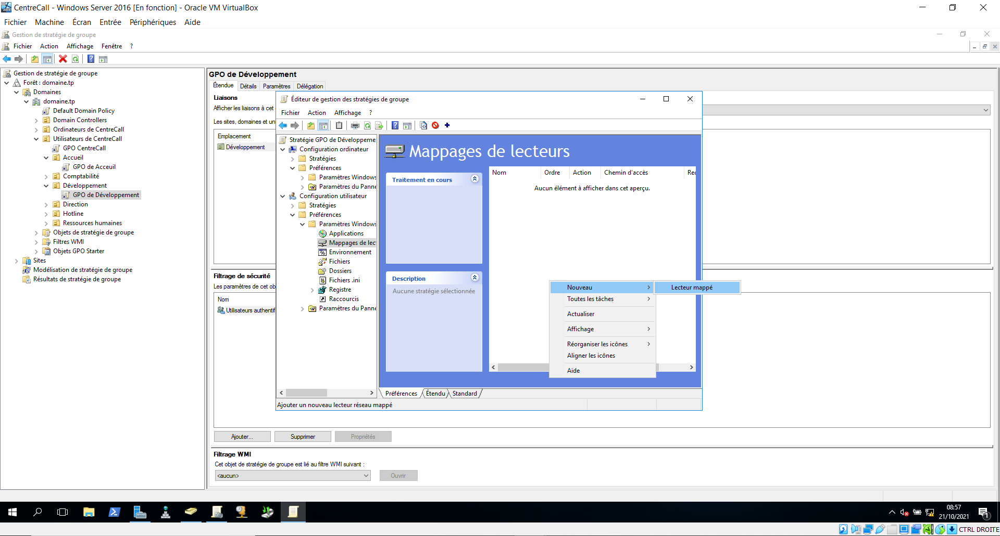 CentreCall - Windows Server 2016 [En fonction] - Oracle VM VirtualBox
Fichier Machine Écran Entrée Périphériques Aide
Gestion de stratégie de groupe
Fichier Action Affichage Fenêtre ?
Gestion de stratégie de groupe
Forêt : domaine.tp
Domaines
domaine.tp
Default Domain Policy
Domain Controllers
Ordinateurs de CentreCall
Utilisateurs de CentreCall
GPO CentreCall
Accueil
GPO de Acceuil
Comptabilité
Développement
GPO de Développement
Direction
Hotline
Ressources humaines
Objets de stratégie de groupe
Filtres WMI
Objets GPO Starter
Sites
Modélisation de stratégie de groupe
Résultats de stratégie de groupe
GPO de Développement
Étendue Détails Paramètres Délégation
Liaisons
Afficher les liaisons à cet
Les sites, domaines et un
Emplacement
Développement
Filtrage de sécurité
Les paramètres de cet ob
Nom
Utilisateurs authentif
Ajouter... Supprimer Propriétés
Filtrage WMI
Cet objet de stratégie de groupe est lié au filtre WMI suivant :
<aucun> Ouvrir
Éditeur de gestion des stratégies de groupe
Fichier Action Affichage ?
Stratégie GPO de Développeme
Configuration ordinateur
Stratégies
Préférences
Paramètres Windows
Paramètres du Panne
Configuration utilisateur
Stratégies
Préférences
Paramètres Windows
Applications
Mappages de lect
Environnement
Fichiers
Dossiers
Fichiers .ini
Registre
Raccourcis
Paramètres du Panne
Mappages de lecteurs
Traitement en cours
Description
Aucune stratégie sélectionnée
Nom Ordre Action Chemin d'accès Rec
Aucun élément à afficher dans cet aperçu.
Nouveau
Toutes les tâches
Actualiser
Affichage
Réorganiser les icônes
Aligner les icônes
Aide
Lecteur mappé
Préférences Étendu Standard
Ajouter un nouveau lecteur réseau mappé
08:57
21/10/2021
1
CTRL DROITE